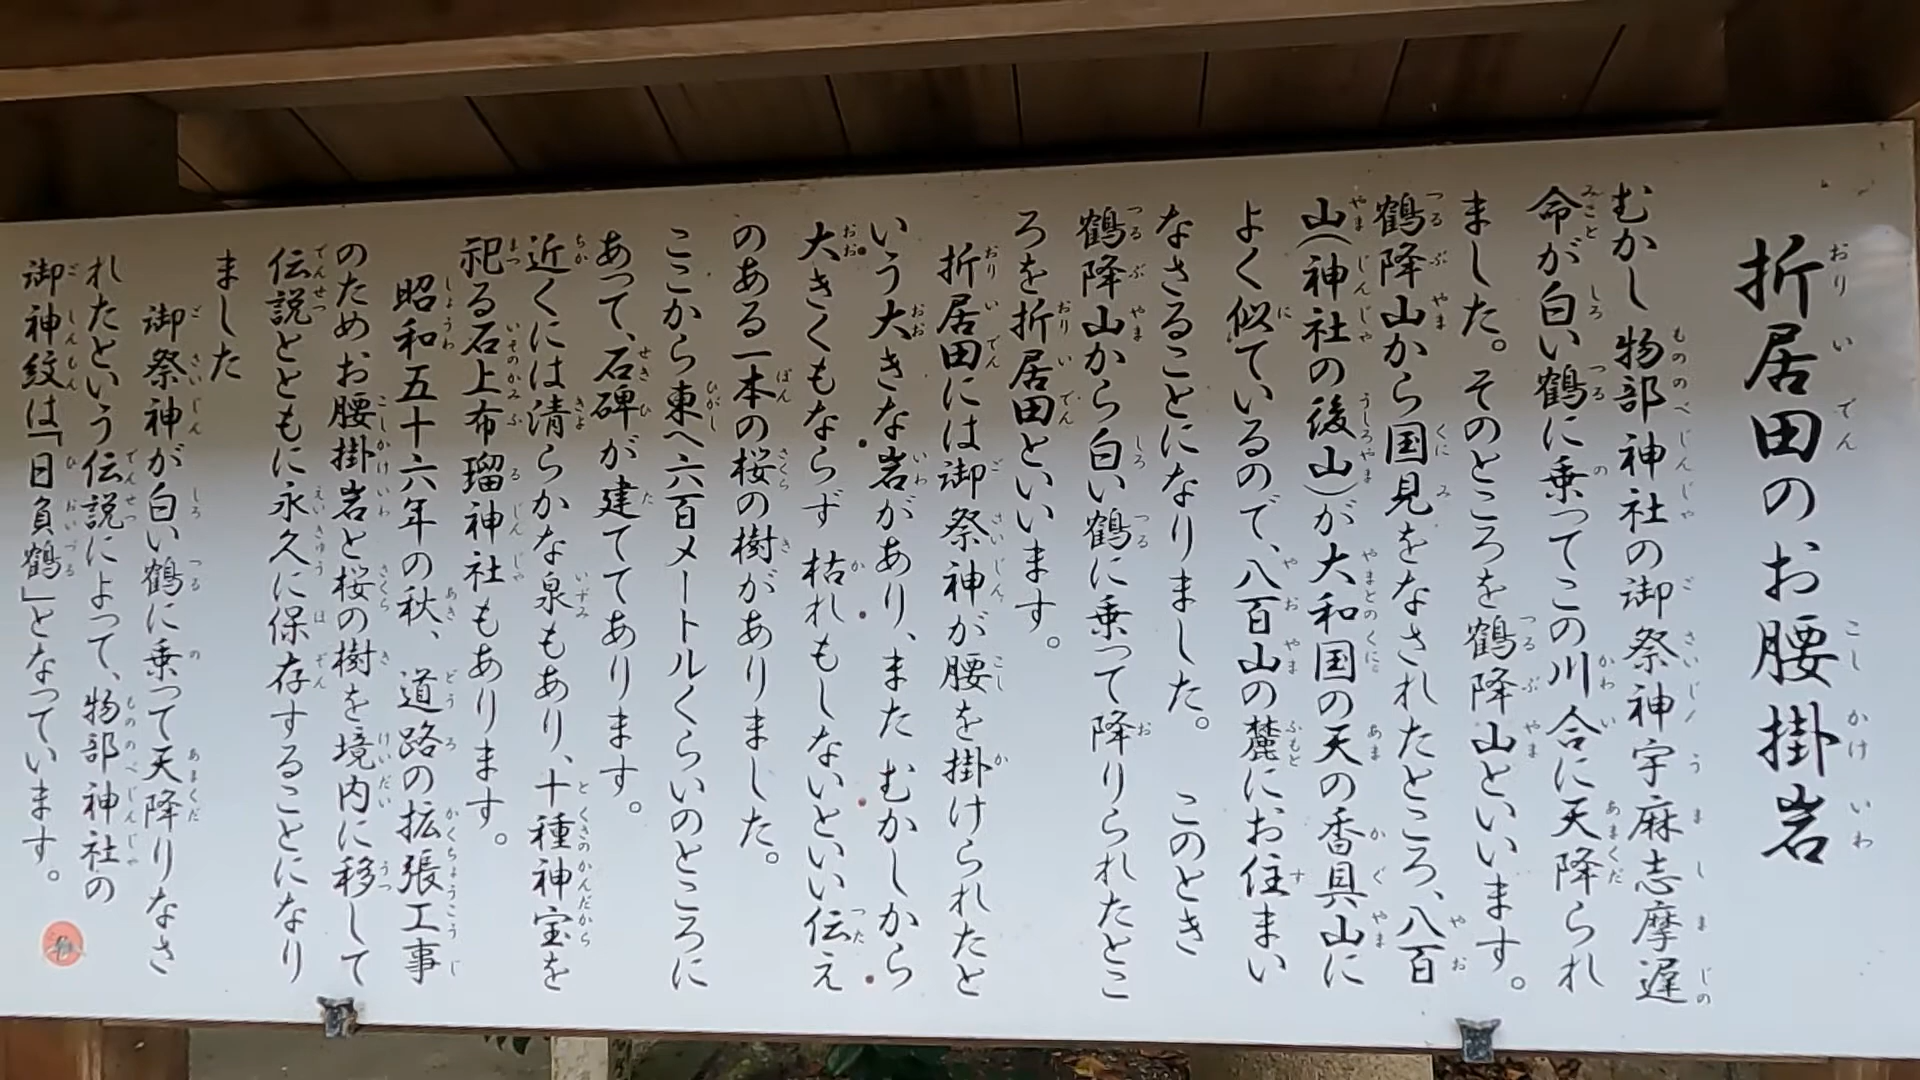 折居田のお腰掛岩
むかし物部神社の御祭神宇麻志摩遅
命が白い鶴に乗ってこの川合に天降られ
ました。そのところを鶴降山といいます。
鶴降山から国見をなされたところ、八百
山(神社の後山)が大和国の天の香具山に
よく似ているので、八百山の麓にお住まい
なさることになりました。 このとき
鶴降山から白い鶴に乗って降りられたとこ
ろを折居田といいます。
折居田には御祭神が腰を掛けられたと
いう大きな岩があり、また むかしから
大きくもならず 枯れもしないといい伝え
のある一本の桜の樹がありました。
ここから東へ六百メートルくらいのところに
あって、石碑が建ててあります。
近くには清らかな泉もあり、十種神宝を
祀る石上布瑠神社もあります。
昭和五十六年の秋、道路の拡張工事
のためお腰掛岩と桜の樹を境内に移して
伝説とともに永久に保存することになり
ました
御祭神が白い鶴に乗って天降りなさ
れたという伝説によって、物部神社の
御神紋は「日負鶴」となっています。